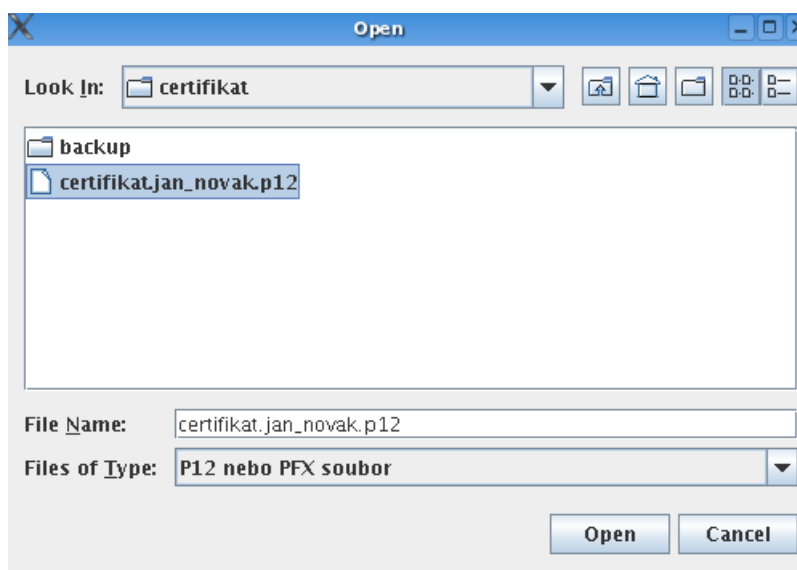 Open
Look In: certifikat
backup
certifikat.jan_novak.p12
File Name: certifikat.jan_novak.p12
Files of Type: P12 nebo PFX soubor
Open Cancel